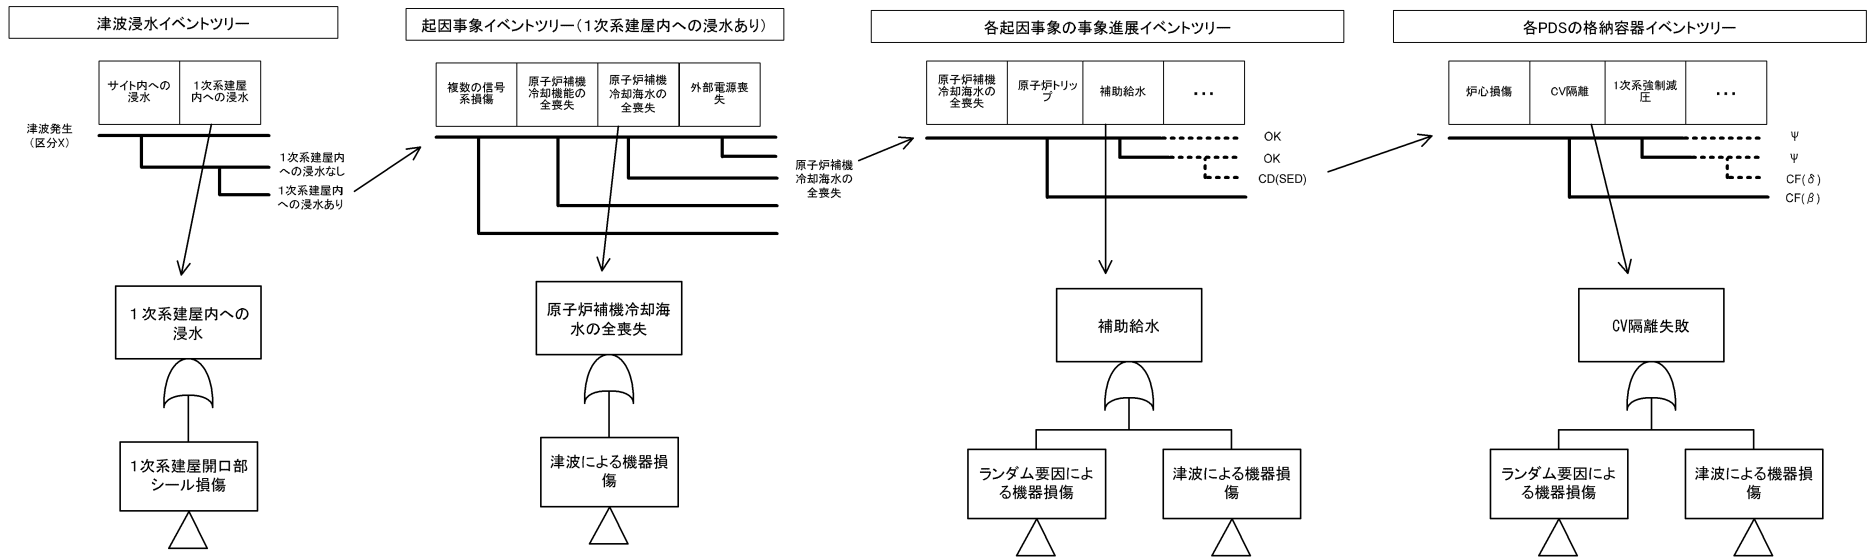 津波浸水イベントツリー
サイト内への
浸水
1次系建屋
内への浸水
津波発生
(区分X)
1次系建屋内
への浸水なし
1次系建屋内
への浸水あり
1次系建屋内への
浸水
1次系建屋開口部
シール損傷
起因事象イベントツリー(1次系建屋内への浸水あり)
複数の信号
系損傷
原子炉補機
冷却機能の
全喪失
原子炉補機
冷却海水の
全喪失
外部電源喪
失
原子炉補機
冷却海水の
全喪失
原子炉補機冷却海
水の全喪失
津波による機器損
傷
各起因事象の事象進展イベントツリー
原子炉補機
冷却海水の
全喪失
原子炉トリッ
プ
補助給水
・・・
OK
OK
CD(SED)
補助給水
ランダム要因によ
る機器損傷
津波による機器損
傷
各PDSの格納容器イベントツリー
炉心損傷
CV隔離
1次系強制減
圧
・・・
Ψ
Ψ
CF(δ)
CF(β)
CV隔離失敗
ランダム要因によ
る機器損傷
津波による機器損
傷